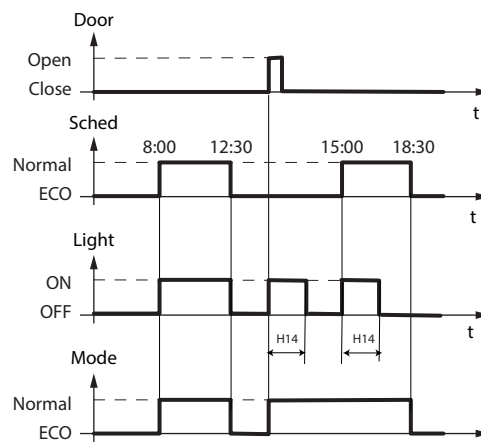 Door
Open
Close
t
Sched
8:00 12:30 15:00 18:30
Normal
ECO
t
Light
ON
OFF
t
H14 H14
Mode
Normal
ECO